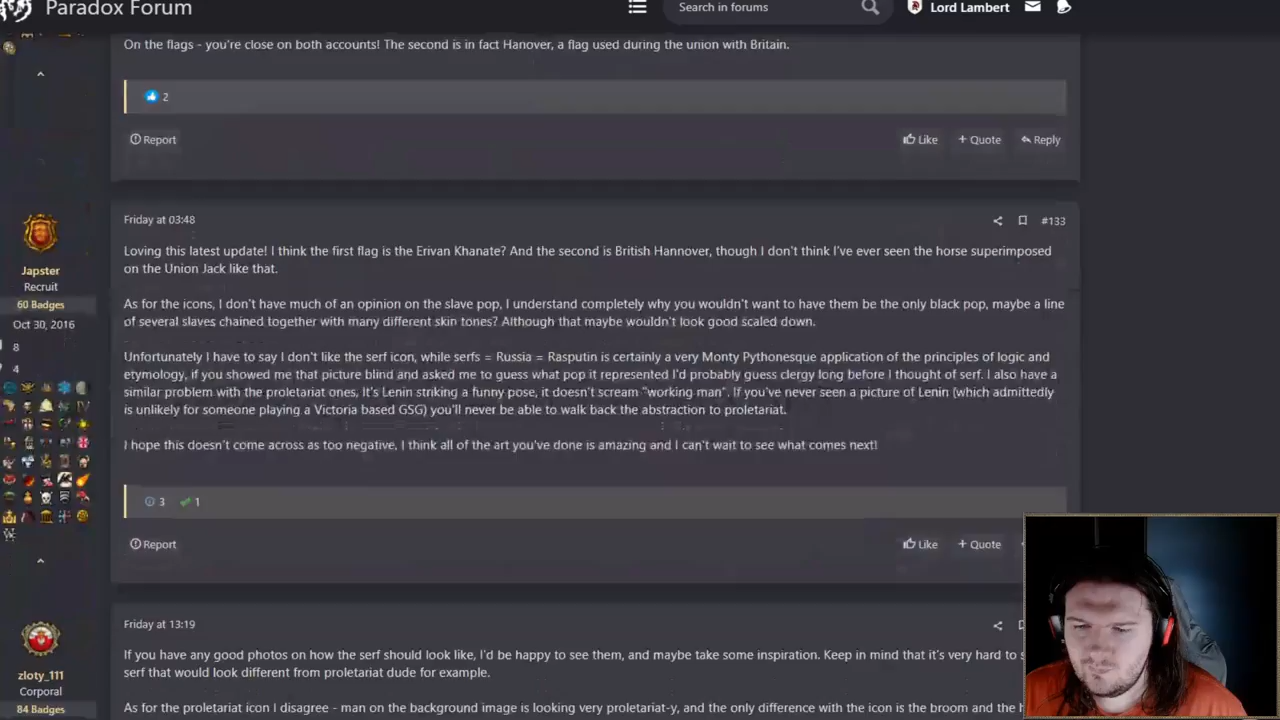 Paradox Forum
Search in forums
Lord Lambert
On the flags - you're close on both accounts! The second is in fact Hanover, a flag used during the union with Britain.
2
Report
Like
+ Quote
Reply
Friday at 03:48
#133
Japster
Recruit
60 Badges
Oct 30, 2016
8
4
Loving this latest update! I think the first flag is the Erivan Khanate? And the second is British Hannover, though I don't think I've ever seen the horse superimposed
on the Union Jack like that.
As for the icons, I don't have much of an opinion on the slave pop, I understand completely why you wouldn't want to have them be the only black pop, maybe a line
of several slaves chained together with many different skin tones? Although that maybe wouldn't look good scaled down.
Unfortunately I have to say I don't like the serf icon, while serfs = Russia = Rasputin is certainly a very Monty Pythonesque application of the principles of logic and
etymology, if you showed me that picture blind and asked me to guess what pop it represented I'd probably guess clergy long before I thought of serf. I also have a
similar problem with the proletariat ones, It's Lenin striking a funny pose, it doesn't scream "working man". If you've never seen a picture of Lenin (which admittedly
is unlikely for someone playing a Victoria based GSG) you'll never be able to walk back the abstraction to proletariat.
I hope this doesn't come across as too negative, I think all of the art you've done is amazing and I can't wait to see what comes next!
3
1
Report
Like
+ Quote
Friday at 13:19
zloty_111
Corporal
84 Badges
If you have any good photos on how the serf should look like, I'd be happy to see them, and maybe take some inspiration. Keep in mind that it's very hard to
serf that would look different from proletariat dude for example.
As for the proletariat icon I disagree - man on the background image is looking very proletariat-y, and the only difference with the icon is the broom and the